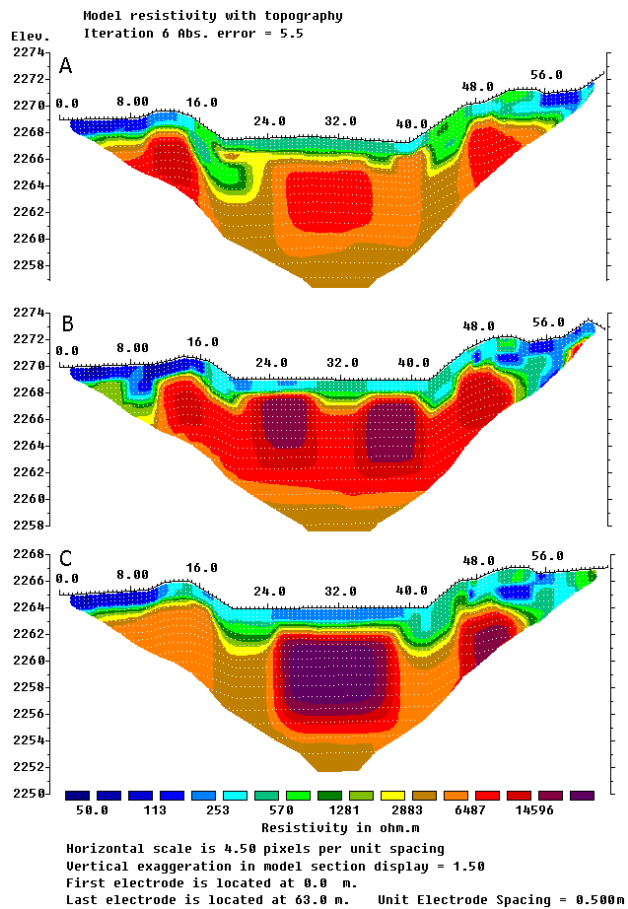 Model resistivity with topography
Iteration 6 Abs. error = 5.5
Elev.
2274
A
2272
56.0
48.0
2270
0.0 8.00 16.0
24.0 32.0 40.0
2268
2266
2264
2262
2260
2258
2274
B
2272
48.0 56.0
16.0
0.0 8.00
2270
24.0 32.0 40.0
2268
2266
2264
2262
2260
2258
2268
C
48.0 56.0
2266
0.0 8.00 16.0
24.0 32.0 40.0
2264
2262
2260
2258
2256
2254
2252
2250
50.0 113 253 570 1281 2883 6487 14596
Resistivity in ohm.m
Horizontal scale is 4.50 pixels per unit spacing
Vertical exaggeration in model section display = 1.50
First electrode is located at 0.0 m.
Last electrode is located at 63.0 m. Unit Electrode Spacing = 0.500m